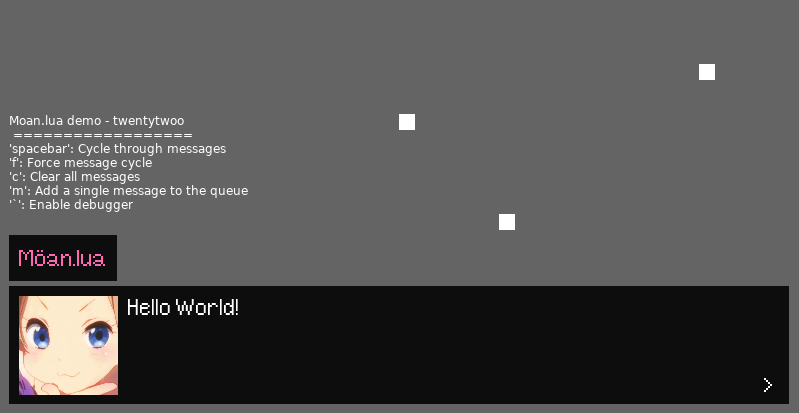 Moan.lua demo - twentytwoo
==================
'spacebar': Cycle through messages
'f': Force message cycle
'c': Clear all messages
'm': Add a single message to the queue
'`': Enable debugger
Möan.lua
Hello World!